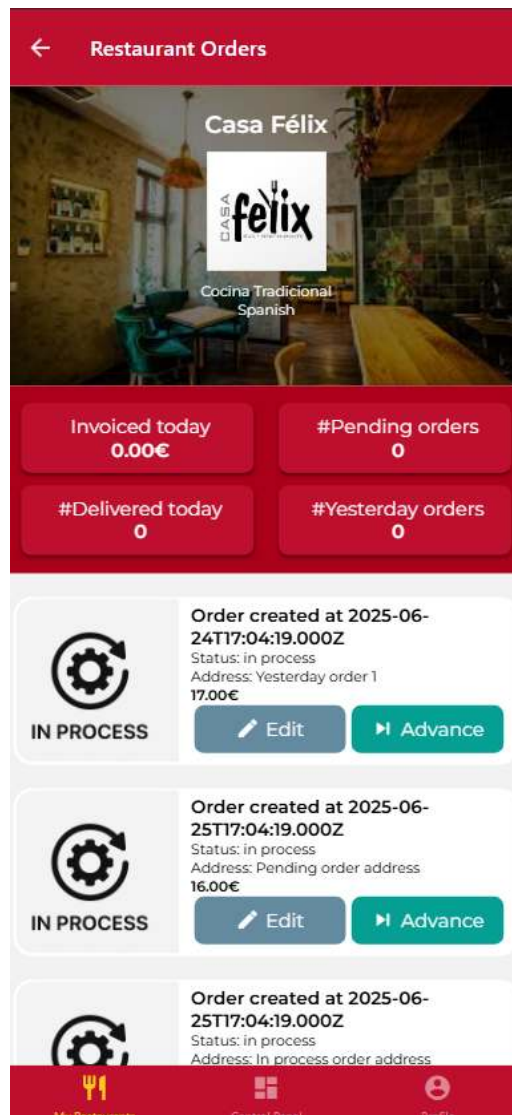 Restaurant Orders
Casa Félix
CASA
felix
Cocina Tradicional
Spanish
Invoiced today
0.00€
#Pending orders
0
#Delivered today
0
#Yesterday orders
0
Order created at 2025-06-
24T17:04:19.000Z
Status: in process
Address: Yesterday order 1
17.00€
IN PROCESS
Edit
Advance
Order created at 2025-06-
25T17:04:19.000Z
Status: in process
Address: Pending order address
16.00€
IN PROCESS
Edit
Advance
Order created at 2025-06-
25T17:04:19.000Z
Status: in process
Address: In process order address